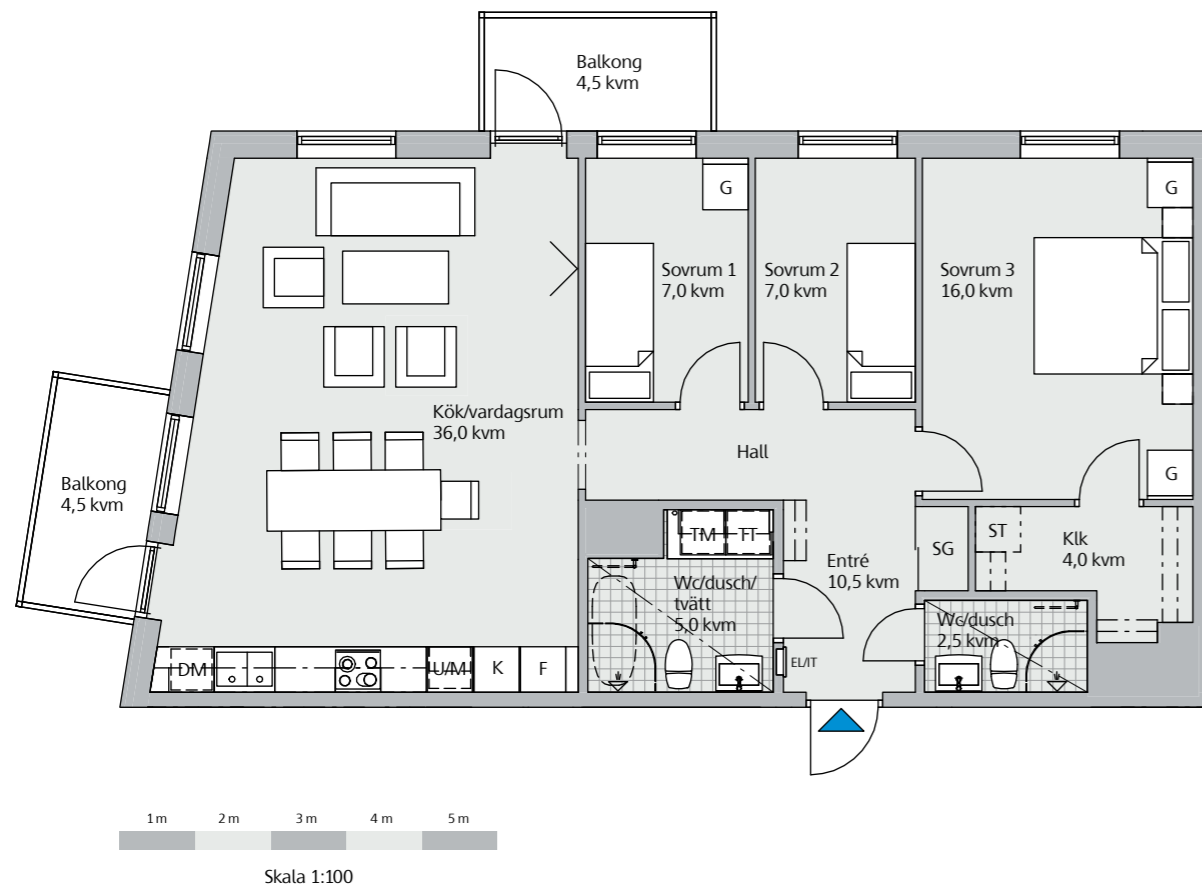 Balkong
4,5 kvm
G
G
Sovrum 1
7,0 kvm
Sovrum 2
7,0 kvm
Sovrum 3
16,0 kvm
Kök/vardagsrum
36,0 kvm
Hall
Balkong
4,5 kvm
G
TM
TT
SG
ST
Klk
4,0 kvm
Entré
10,5 kvm
Wc/dusch/
tvätt
5,0 kvm
Wc/dusch
2,5 kvm
DM
U/M
K
F
EL/IT
1 m
2 m
3 m
4 m
5 m
Skala 1:100